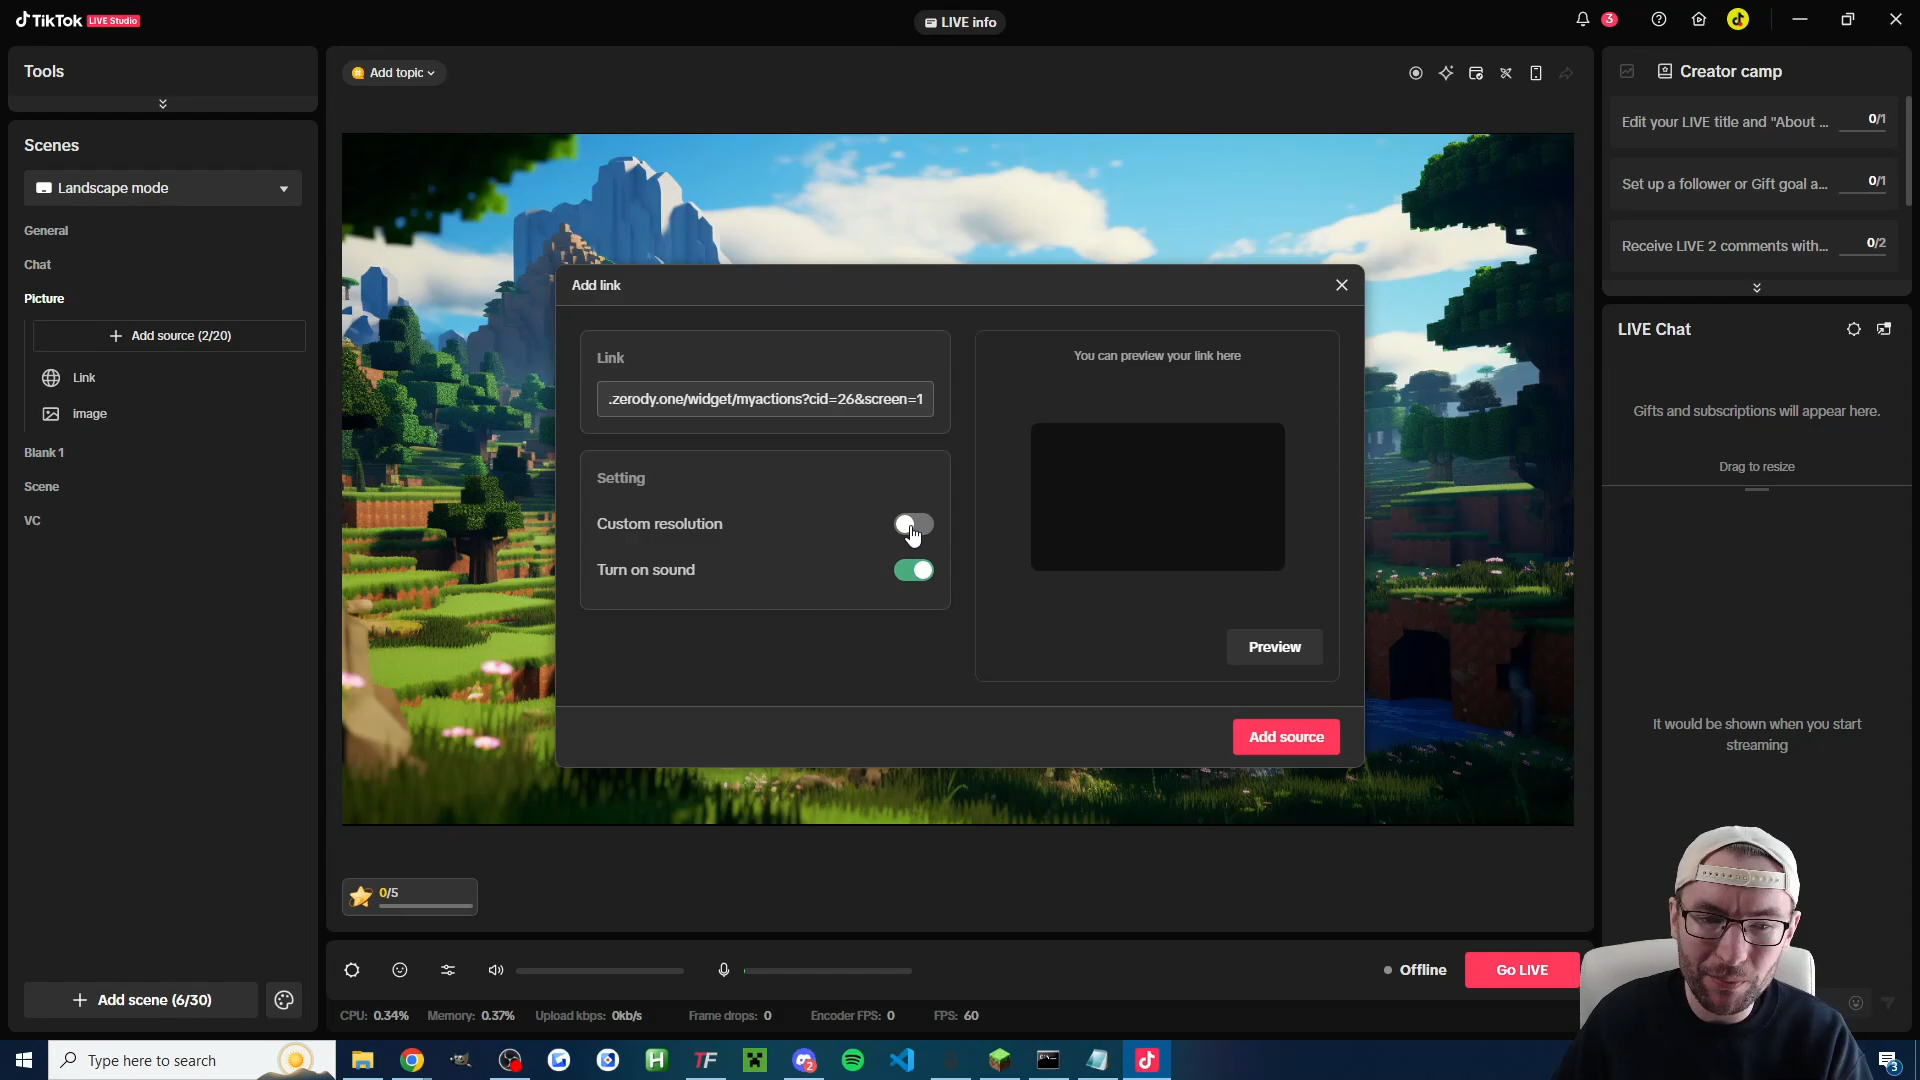 TikTok LIVE Studio
LIVE info
3
Tools
Add topic
Creator camp
Edit your LIVE title and "About ...
0/1
Scenes
Landscape mode
Set up a follower or Gift goal a...
0/1
General
Receive LIVE 2 comments with...
0/2
Chat
Picture
Add link
LIVE Chat
Add source (2/20)
Link
You can preview your link here
Link
.zerody.one/widget/myactions?cid=26&screen=1
Image
Gifts and subscriptions will appear here.
Blank 1
Drag to resize
Setting
Scene
VC
Custom resolution
Turn on sound
Preview
It would be shown when you start
streaming
Add source
0/5
Offline
Go LIVE
Add scene (6/30)
CPU: 0.34%
Memory: 0.37%
Upload kbps: 0kb/s
Frame drops: 0
Encoder FPS: 0
FPS: 60
Type here to search
H
TF
2
3